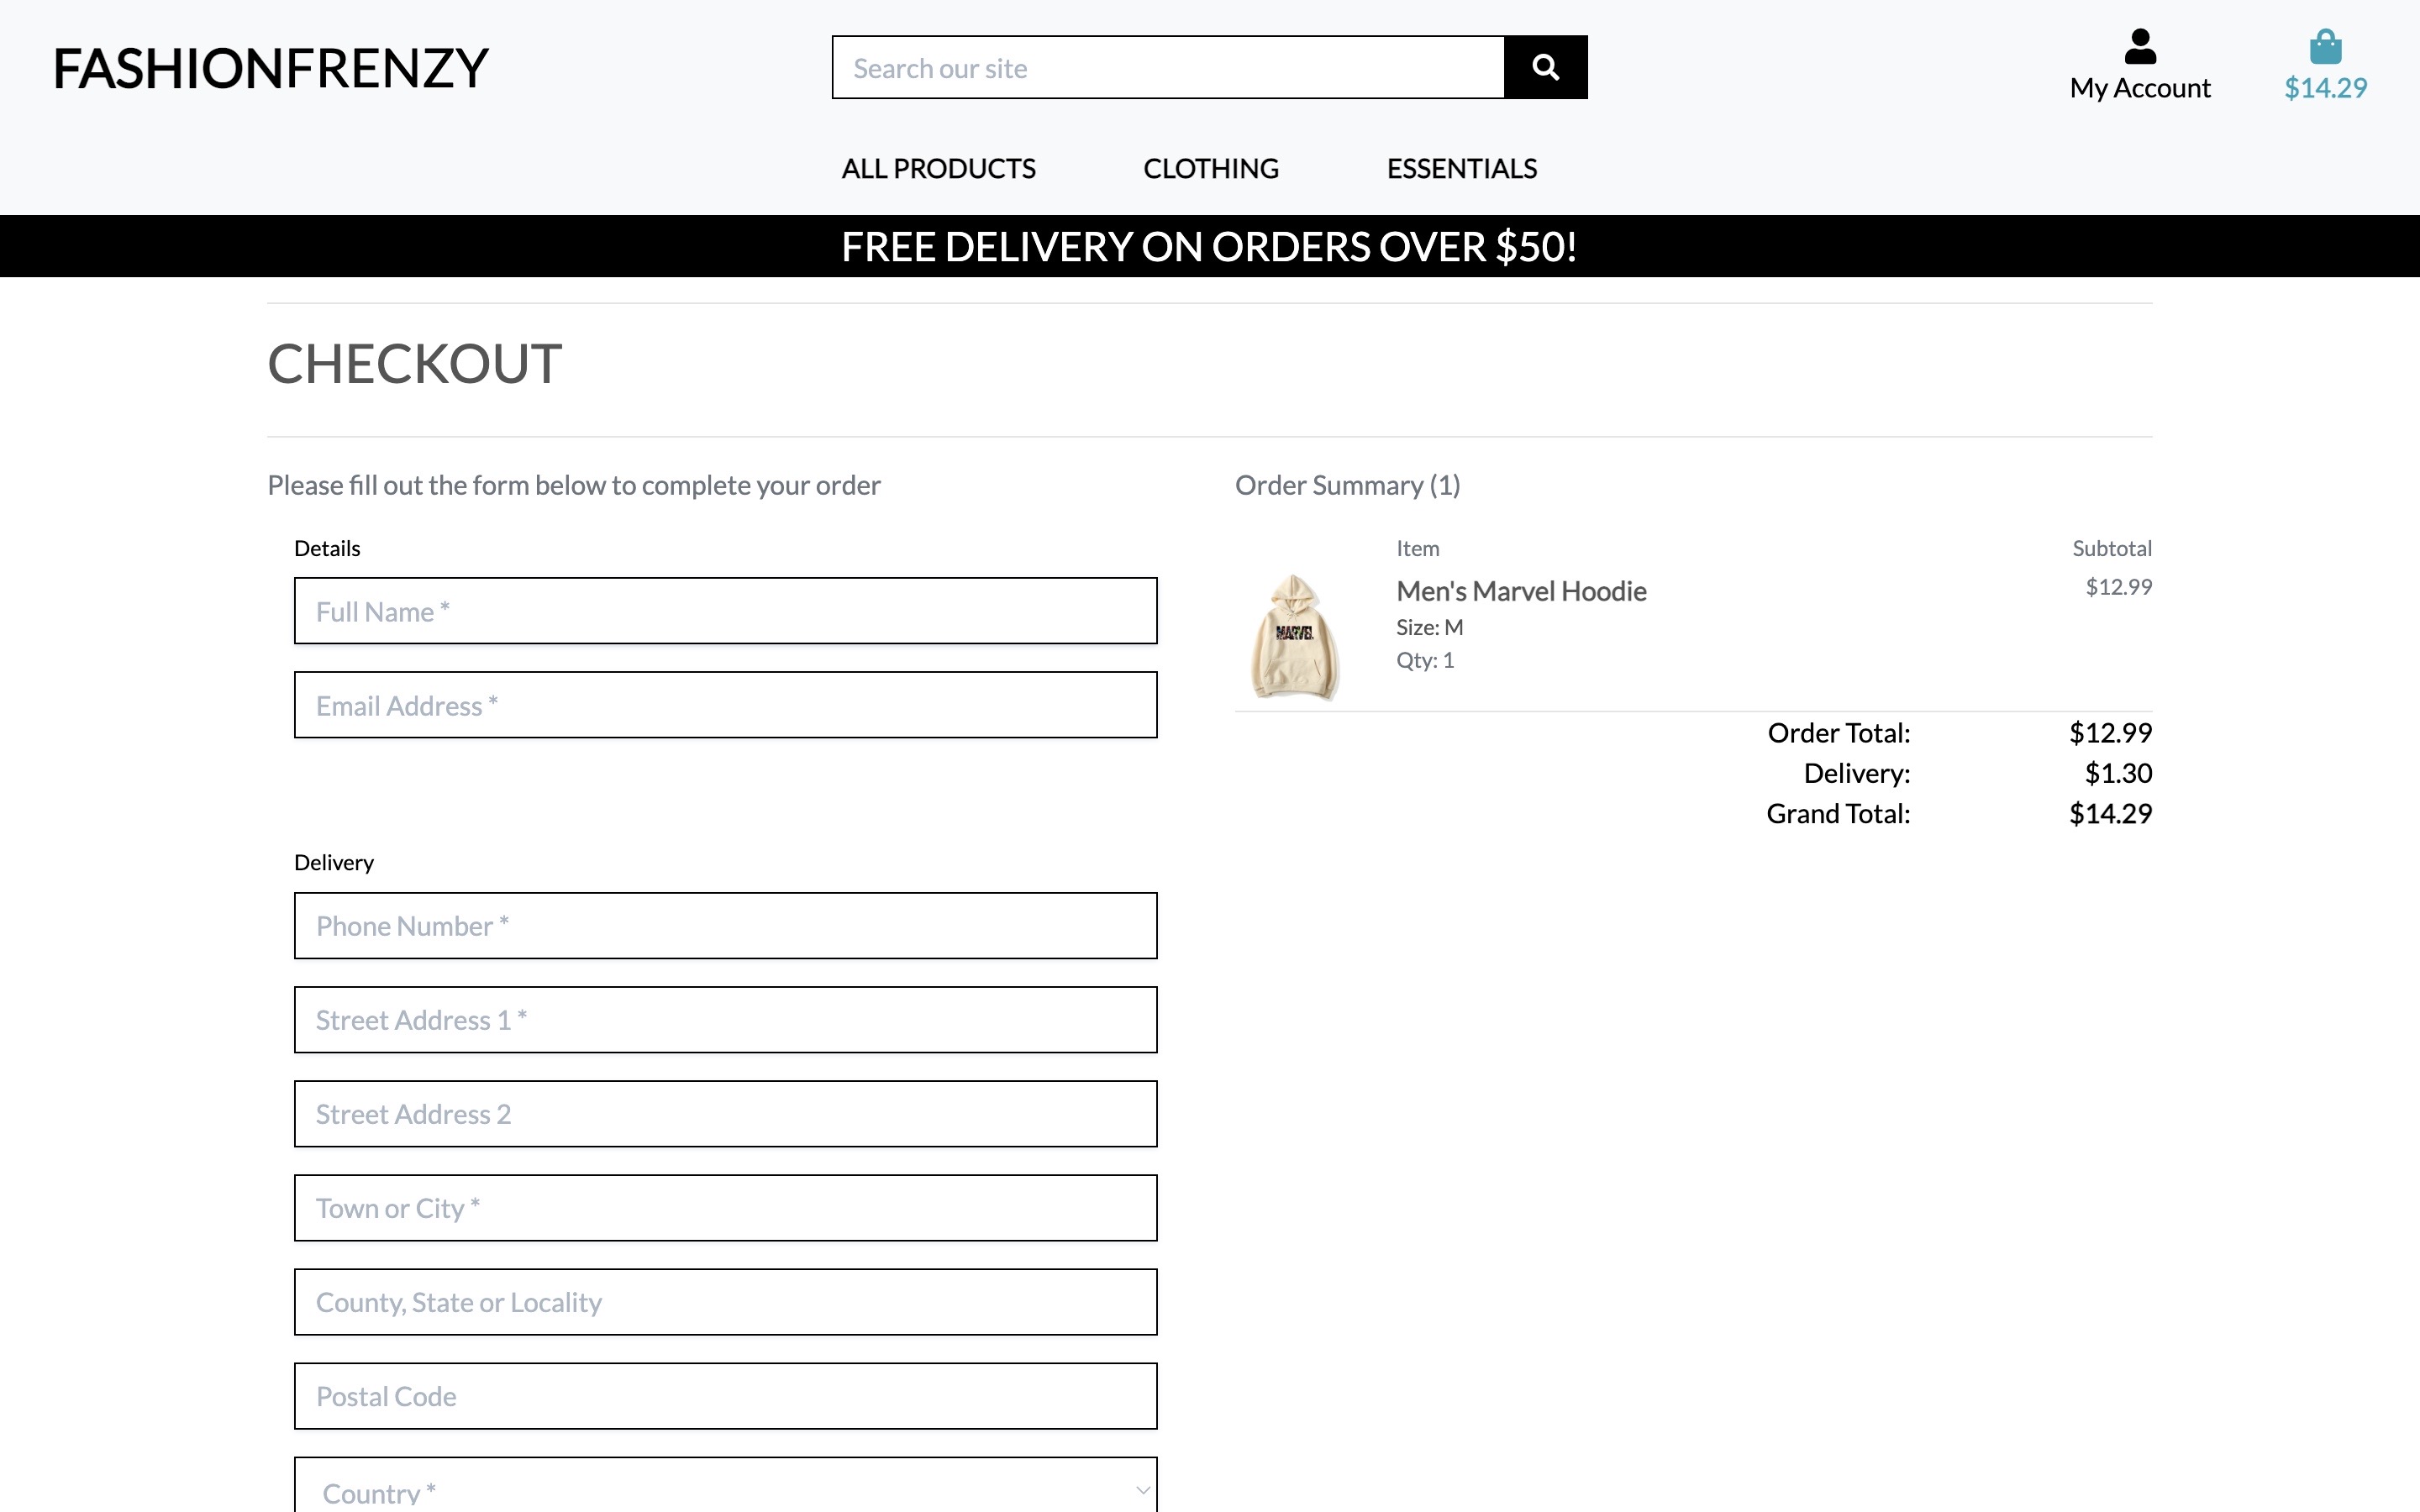 FASHIONFRENZY
Search our site
My Account
$14.29
ALL PRODUCTS CLOTHING ESSENTIALS
FREE DELIVERY ON ORDERS OVER $50!
CHECKOUT
Please fill out the form below to complete your order
Details
Full Name *
Email Address *
Delivery
Phone Number *
Street Address 1 *
Street Address 2
Town or City *
County, State or Locality
Postal Code
Country *
Order Summary (1)
Item Subtotal
Men's Marvel Hoodie $12.99
MARVEL
Size: M
Qty: 1
Order Total: $12.99
Delivery: $1.30
Grand Total: $14.29